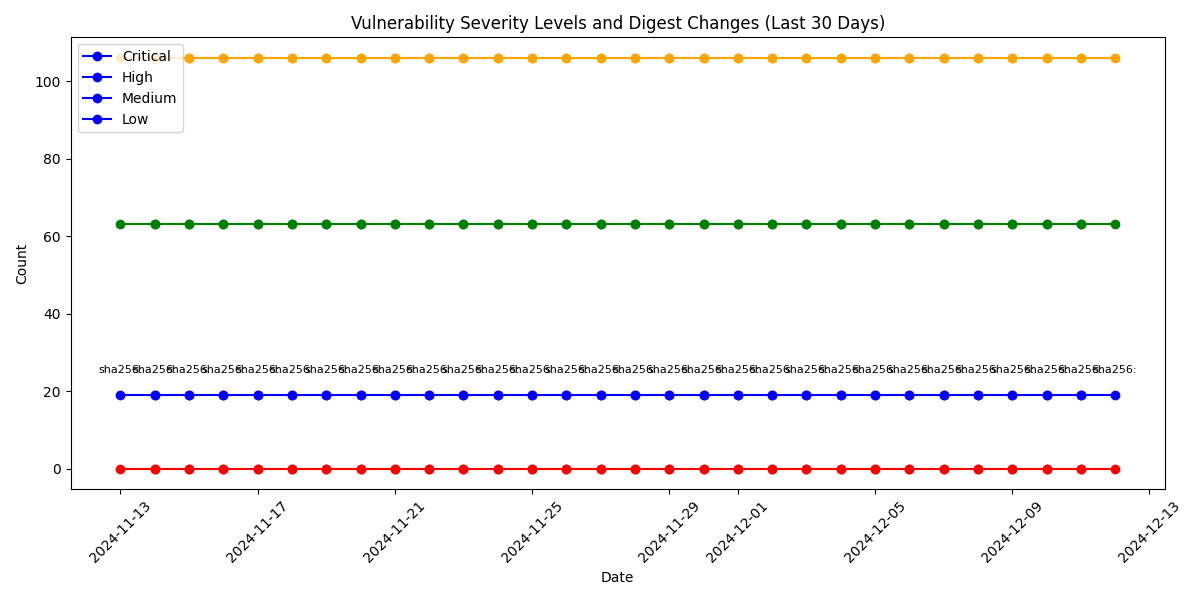 Vulnerability Severity Levels and Digest Changes (Last 30 Days)
Critical
High
Medium
Low
Count
100
80
60
40
20
0
sha256: sha256: sha256: sha256: sha256: sha256: sha256: sha256: sha256: sha256: sha256: sha256: sha256: sha256: sha256: sha256: sha256: sha256: sha256: sha256: sha256: sha256: sha256: sha256: sha256: sha256: sha256: sha256: sha256: sha256:
2024-11-13
2024-11-17
2024-11-21
2024-11-25
2024-11-29
2024-12-01
2024-12-05
2024-12-09
2024-12-13
Date